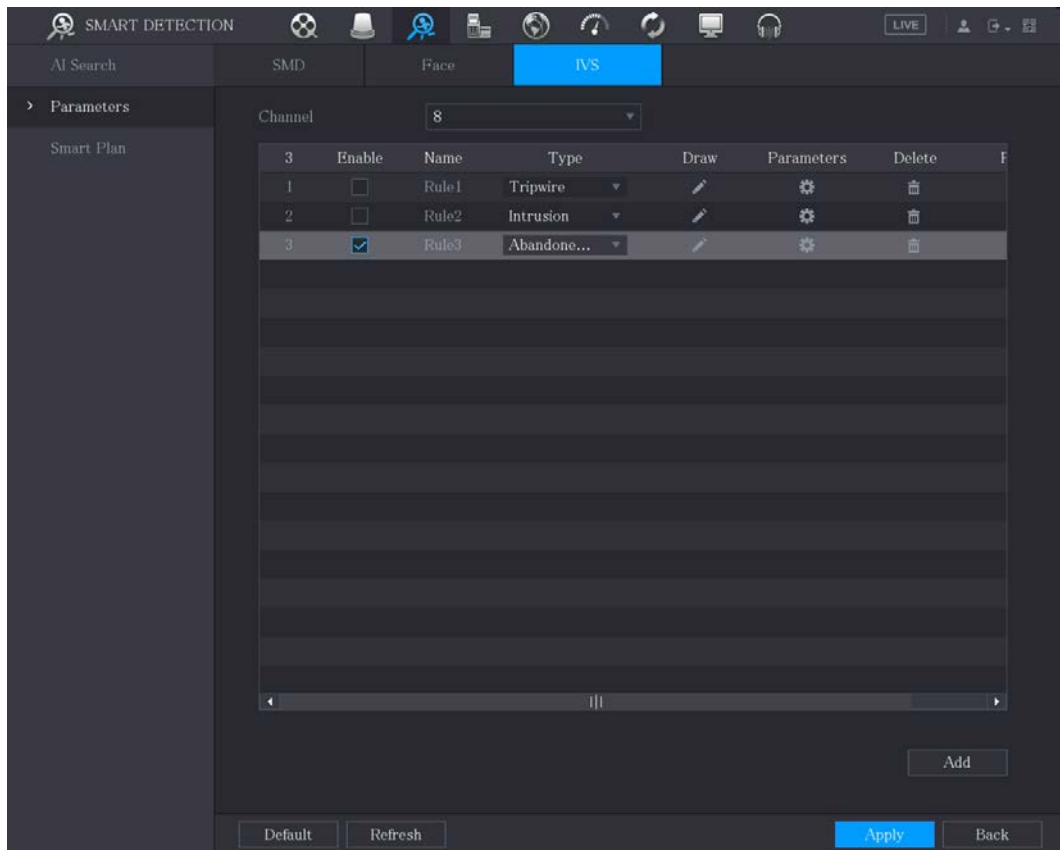 SMART DETECTION LIVE
AI Search SMD Face IVS
Parameters Channel 8
Smart Plan
3 Enable Name Type Draw Parameters Delete
1 Rule1 Tripwire
2 Rule2 Intrusion
3 Rule3 Abandone...
Add
Default Refresh Apply Back